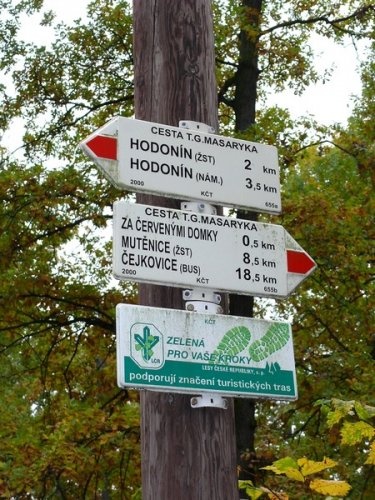 CESTA T.G. MASARYKA
HODONÍN (ŽST) 2 km
HODONÍN (NÁM.) 3,5 km
2000 KČT 655a
CESTA T.G. MASARYKA
ZA ČERVENÝMI DOMKY 0,5 km
MUTĚNICE (ŽST) 8,5 km
ČEJKOVICE (BUS) 18,5 km
2000 KČT 655b
KČT
ZELENÁ
PRO VAŠE KROKY
LČR
LESY ČESKÉ REPUBLIKY, s.p.
podporují značení turistických tras